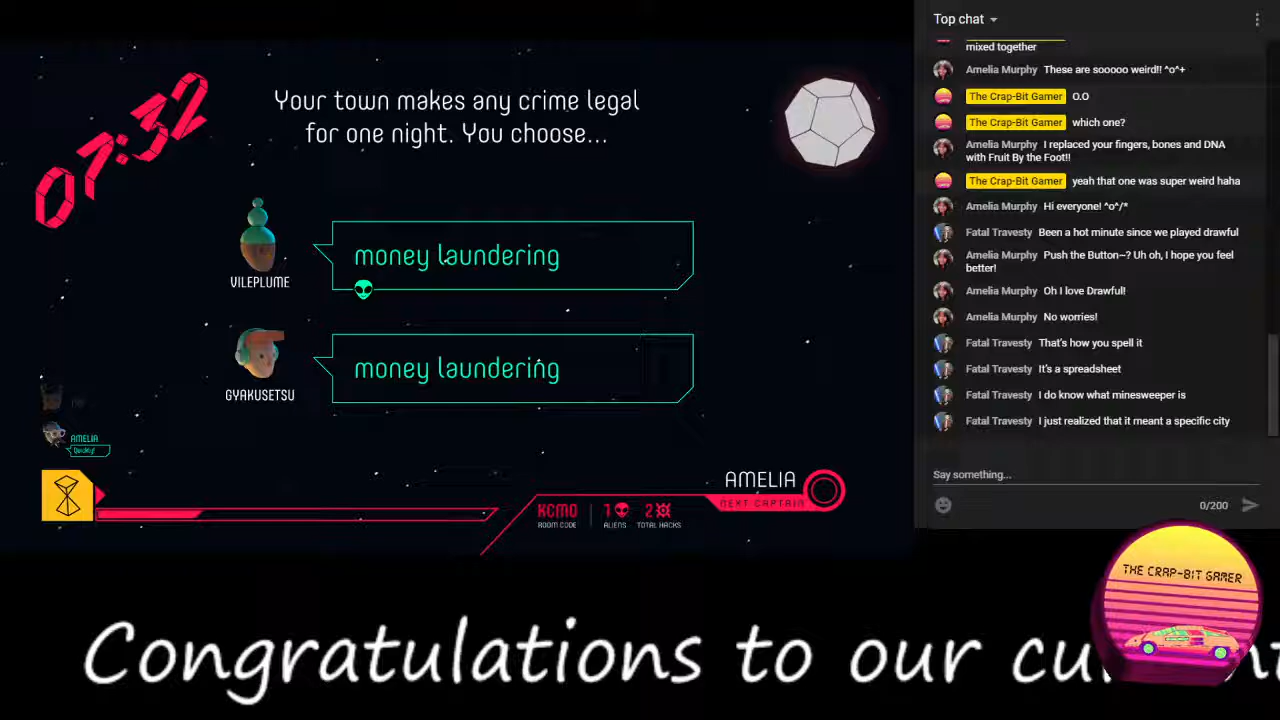 07:32
Your town makes any crime legal
for one night. You choose...
VILEPLUME
money laundering
GYAKUSETSU
money laundering
AMELIA
Quickly!
AMELIA
NEXT CAPTAIN
KCMO
ROOM CODE
1
ALIENS
2
TOTAL HACKS
Top chat
mixed together
Amelia Murphy These are sooooo weird!! ^o^+
The Crap-Bit Gamer O.O
The Crap-Bit Gamer which one?
Amelia Murphy I replaced your fingers, bones and DNA
with Fruit By the Foot!!
The Crap-Bit Gamer yeah that one was super weird haha
Amelia Murphy Hi everyone! ^o^/*
Fatal Travesty Been a hot minute since we played drawful
Amelia Murphy Push the Button~? Uh oh, I hope you feel
better!
Amelia Murphy Oh I love Drawful!
Amelia Murphy No worries!
Fatal Travesty That's how you spell it
Fatal Travesty It's a spreadsheet
Fatal Travesty I do know what minesweeper is
Fatal Travesty I just realized that it meant a specific city
Say something...
0/200
THE CRAP-BIT GAMER
Congratulations to our cu